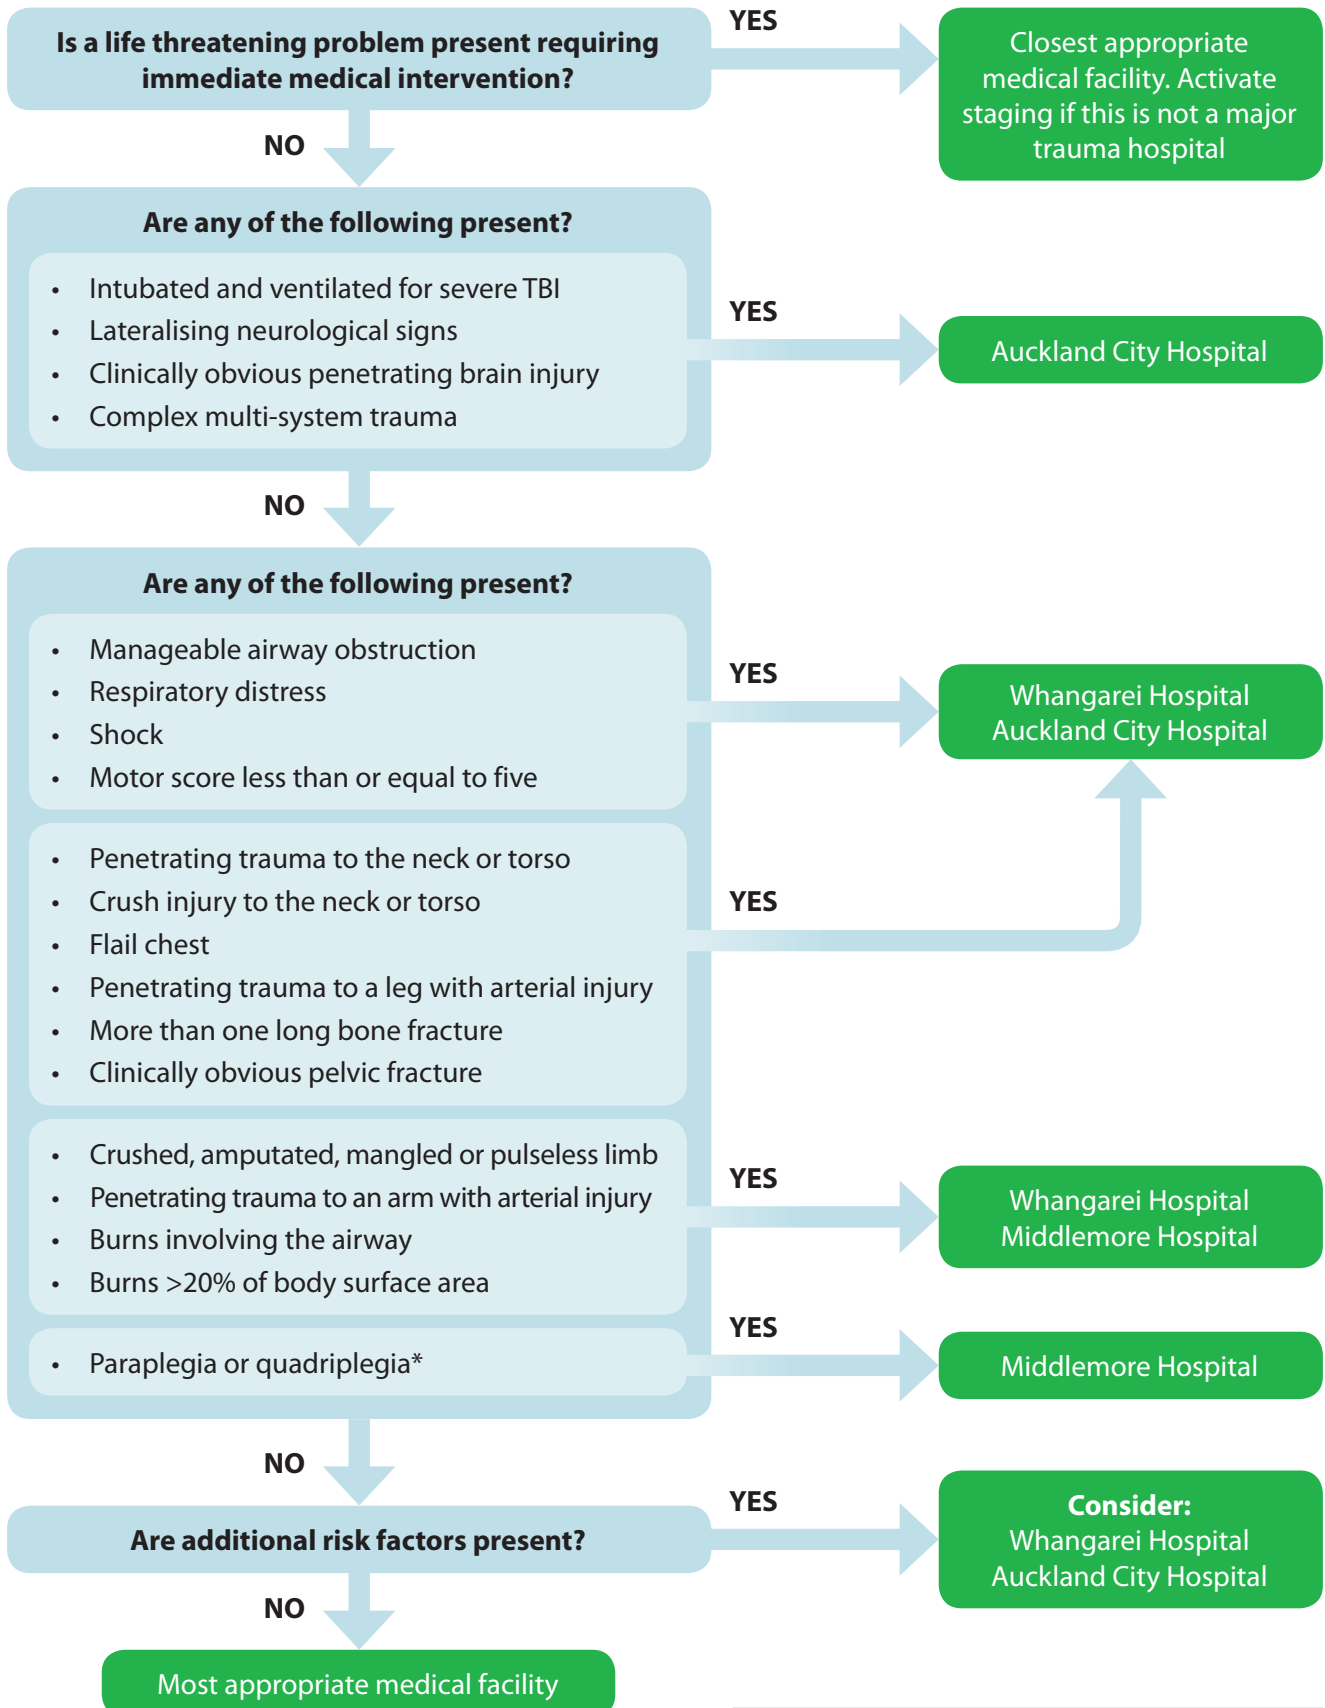 Is a life threatening problem present requiring
immediate medical intervention?
YES
Closest appropriate
medical facility. Activate
staging if this is not a major
trauma hospital
NO
Are any of the following present?
• Intubated and ventilated for severe TBI
• Lateralising neurological signs
• Clinically obvious penetrating brain injury
• Complex multi-system trauma
YES
Auckland City Hospital
NO
Are any of the following present?
• Manageable airway obstruction
• Respiratory distress
• Shock
• Motor score less than or equal to five
YES
Whangarei Hospital
Auckland City Hospital
• Penetrating trauma to the neck or torso
• Crush injury to the neck or torso
• Flail chest
• Penetrating trauma to a leg with arterial injury
• More than one long bone fracture
• Clinically obvious pelvic fracture
YES
• Crushed, amputated, mangled or pulseless limb
• Penetrating trauma to an arm with arterial injury
• Burns involving the airway
• Burns >20% of body surface area
YES
Whangarei Hospital
Middlemore Hospital
• Paraplegia or quadriplegia*
YES
Middlemore Hospital
NO
Are additional risk factors present?
YES
Consider:
Whangarei Hospital
Auckland City Hospital
NO
Most appropriate medical facility